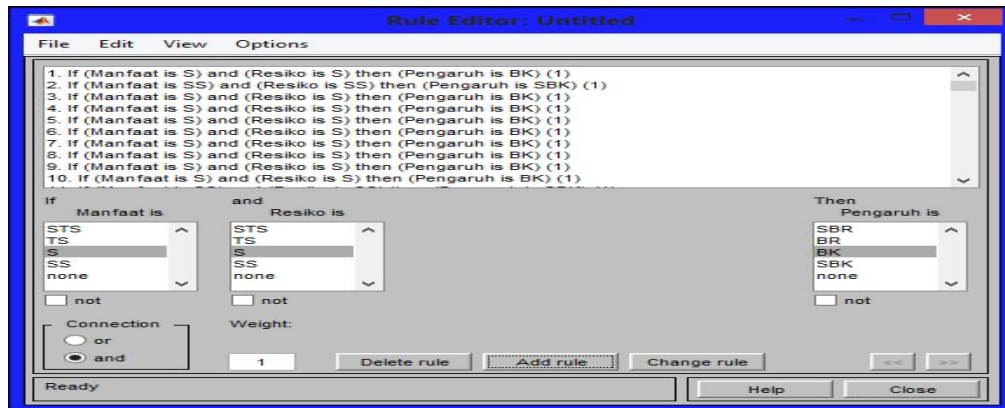 Rule Editor: Untitled
File Edit View Options
1. If (Manfaat is S) and (Resiko is S) then (Pengaruh is BK) (1)
2. If (Manfaat is SS) and (Resiko is SS) then (Pengaruh is SBK) (1)
3. If (Manfaat is S) and (Resiko is S) then (Pengaruh is BK) (1)
4. If (Manfaat is S) and (Resiko is S) then (Pengaruh is BK) (1)
5. If (Manfaat is S) and (Resiko is S) then (Pengaruh is BK) (1)
6. If (Manfaat is S) and (Resiko is S) then (Pengaruh is BK) (1)
7. If (Manfaat is S) and (Resiko is S) then (Pengaruh is BK) (1)
8. If (Manfaat is S) and (Resiko is S) then (Pengaruh is BK) (1)
9. If (Manfaat is S) and (Resiko is S) then (Pengaruh is BK) (1)
10. If (Manfaat is S) and (Resiko is S) then (Pengaruh is BK) (1)
If and Then
Manfaat is Resiko is Pengaruh is
STS STS SBR
TS TS BR
S S BK
SS SS SBK
none none none
not not not
Connection Weight:
or
and 1 Delete rule Add rule Change rule << >>
Ready Help Close